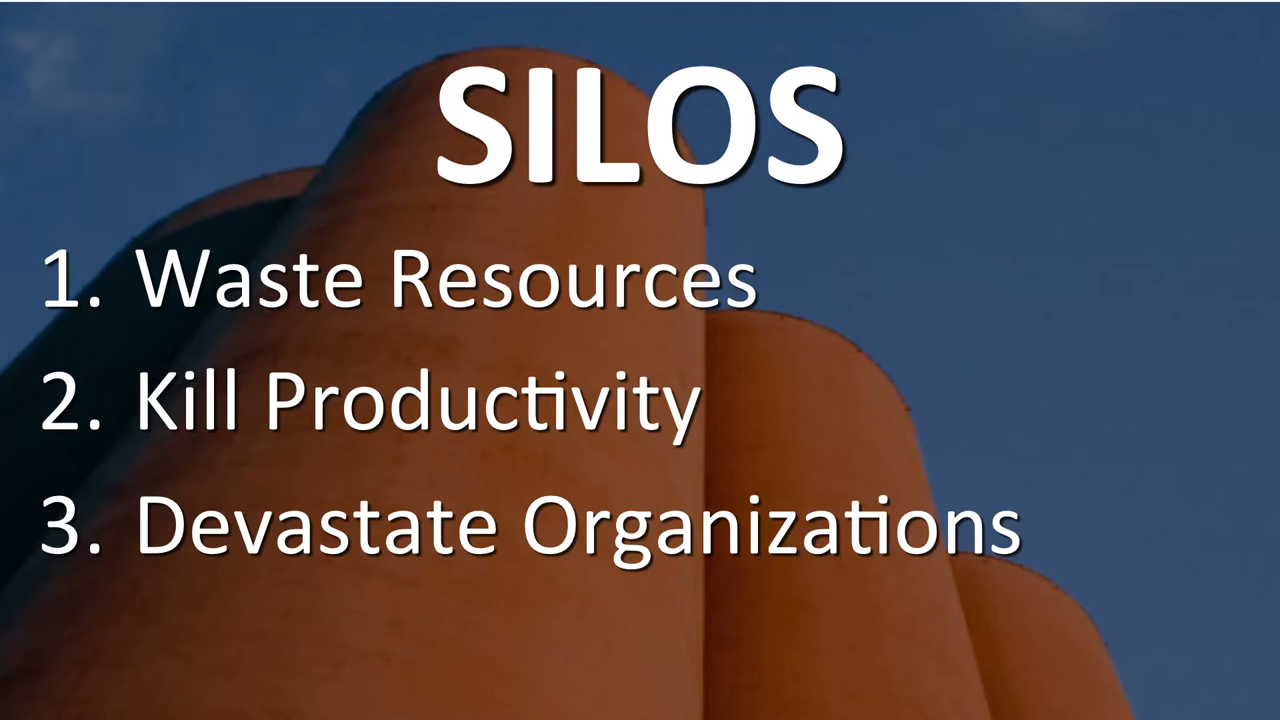 SILOS
1. Waste Resources
2. Kill Productivity
3. Devastate Organizations